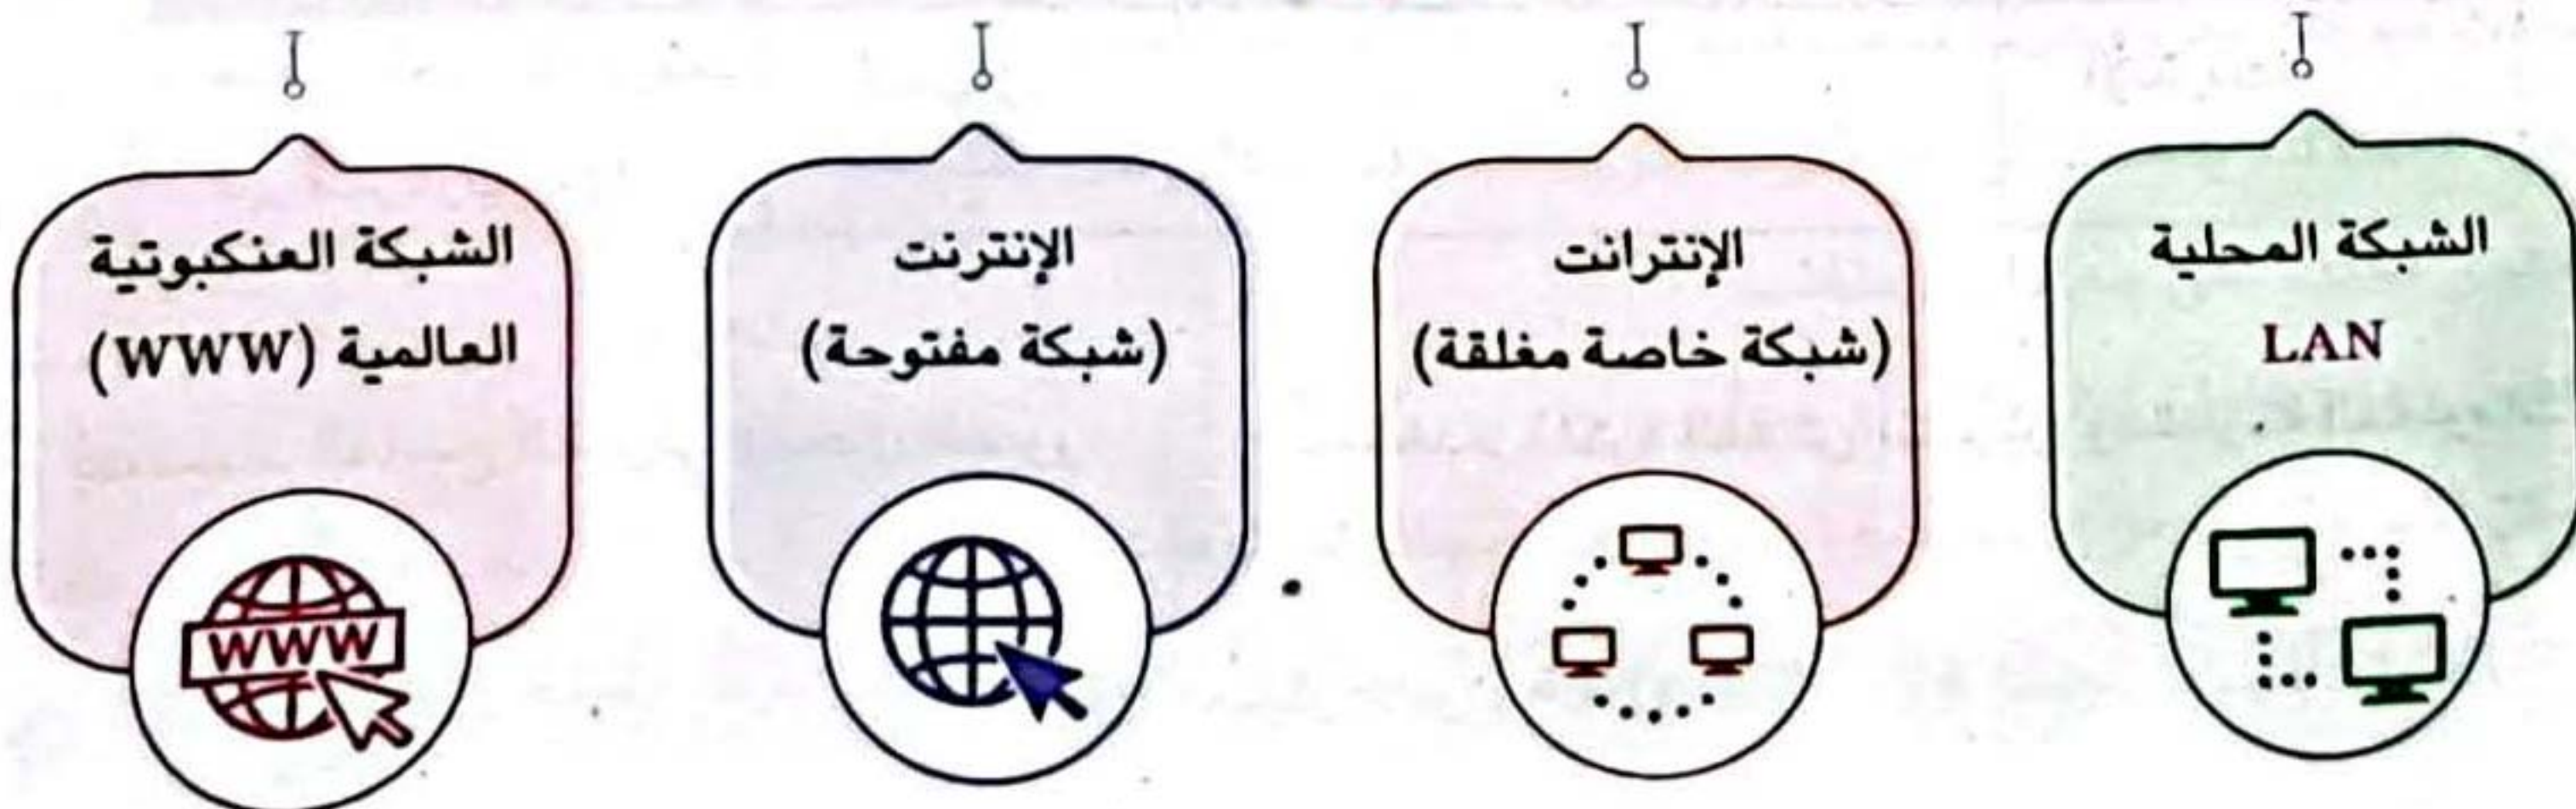 الشبكة المحلية
LAN
الإنترانت
(شبكة خاصة مغلقة)
الإنترنت
(شبكة مفتوحة)
الشبكة العنكبوتية
العالمية (WWW)
WWW